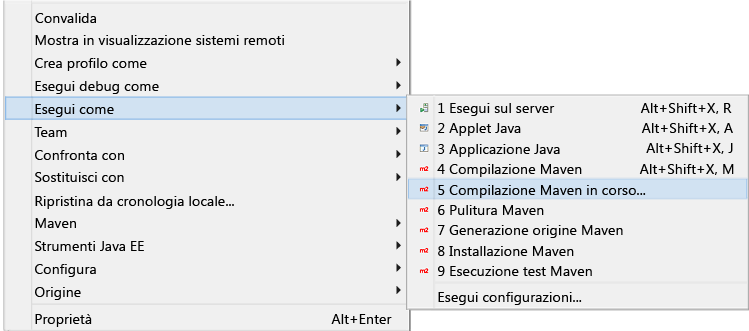 Convalida
Mostra in visualizzazione sistemi remoti
Crea profilo come
Esegui debug come
Esegui come
Team
Confronta con
Sostituisci con
Ripristina da cronologia locale...
Maven
Strumenti Java EE
Configura
Origine
Proprietà Alt+Enter
1 Esegui sul server Alt+Shift+X, R
2 Applet Java Alt+Shift+X, A
3 Applicazione Java Alt+Shift+X, J
m2 4 Compilazione Maven Alt+Shift+X, M
m2 5 Compilazione Maven in corso...
m2 6 Pulitura Maven
m2 7 Generazione origine Maven
m2 8 Installazione Maven
m2 9 Esecuzione test Maven
Esegui configurazioni...